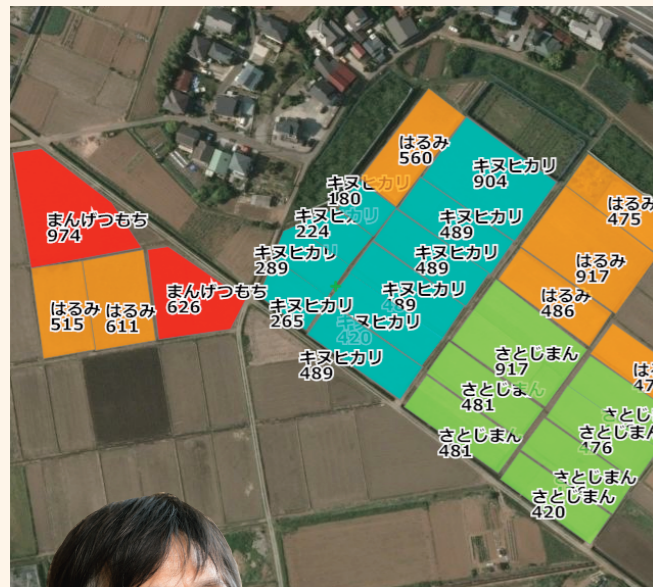 はるみ
560
キヌヒカリ
904
キヌヒカリ
180
キヌヒカリ
224
キヌヒカリ
489
はるみ
475
まんげつもち
974
キヌヒカリ
289
キヌヒカリ
489
はるみ
917
まんげつもち
626
キヌヒカリ
489
はるみ
486
はるみ
515
はるみ
611
キヌヒカリ
265
キヌヒカリ
420
キヌヒカリ
489
さとじまん
917
さとじまん
481
さとじまん
476
さとじまん
481
さとじまん
420